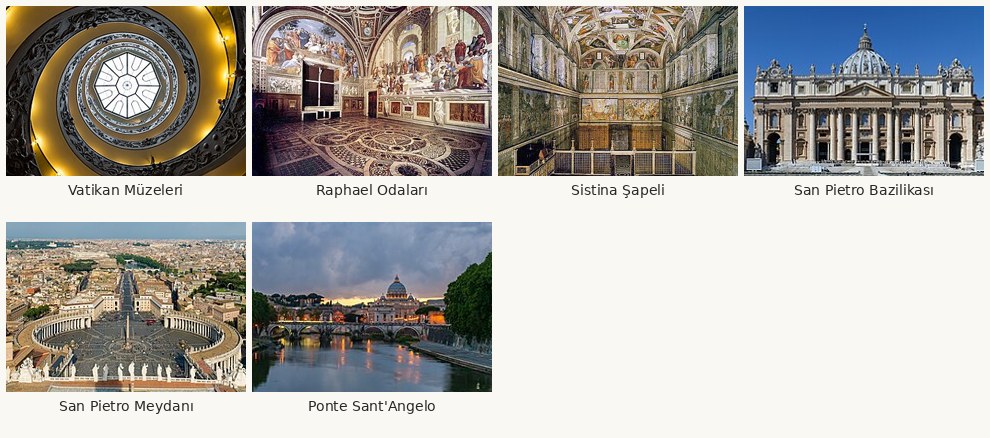 Vatikan Müzeleri
Raphael Odaları
Sistina Şapeli
San Pietro Bazilikası
San Pietro Meydanı
Ponte Sant'Angelo